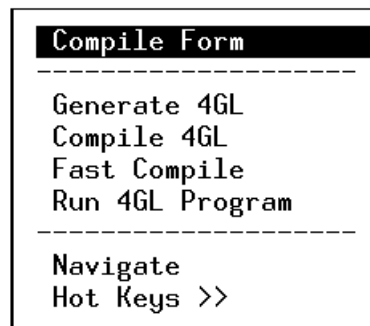 Compile Form
--------------------
Generate 4GL
Compile 4GL
Fast Compile
Run 4GL Program
--------------------
Navigate
Hot Keys >>